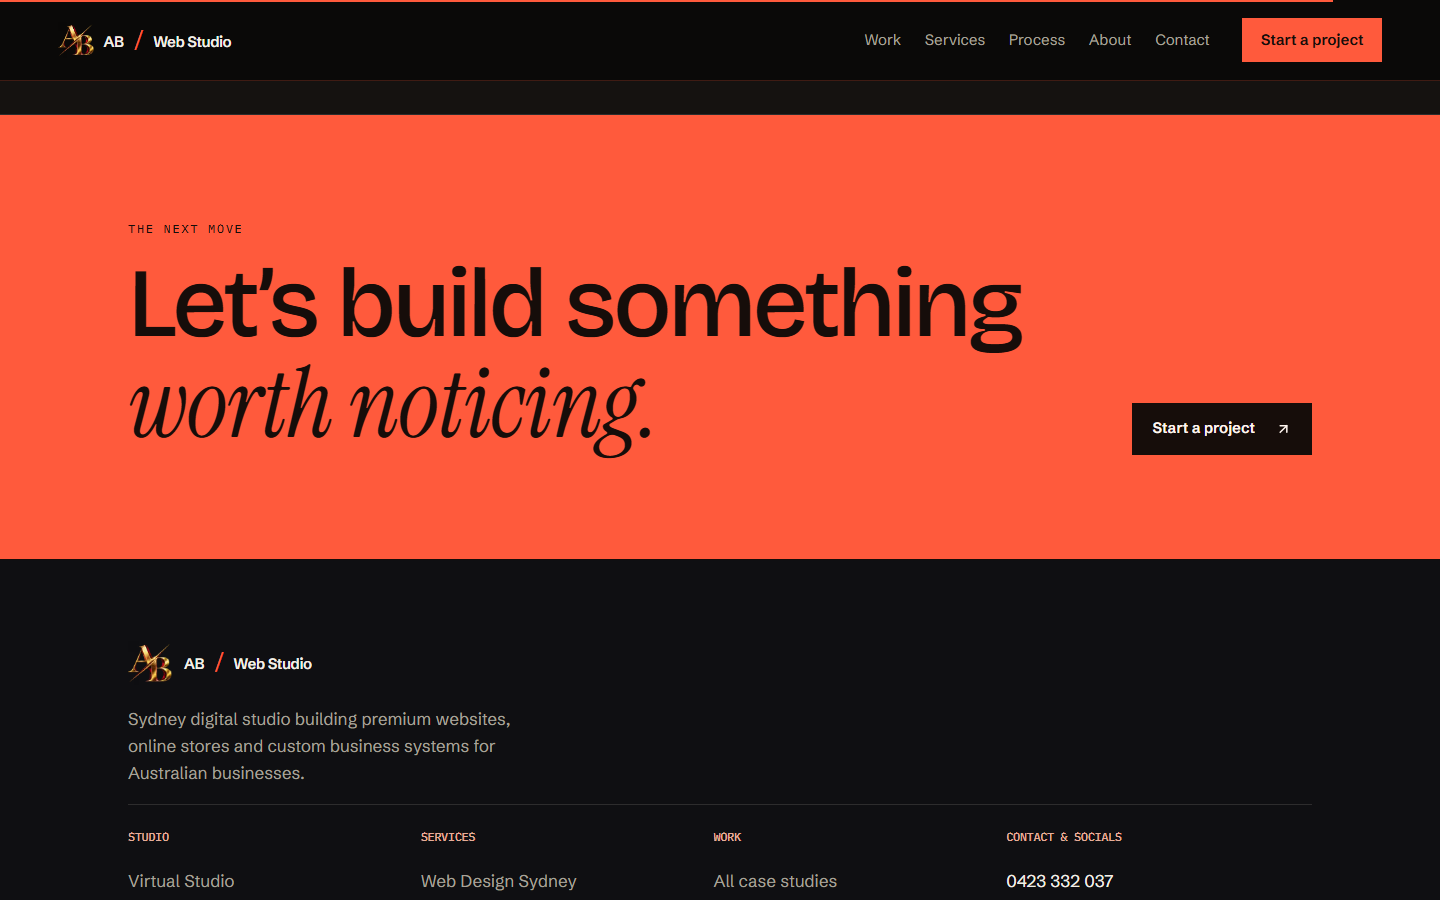 AB / Web Studio
Work Services Process About Contact Start a project
THE NEXT MOVE
Let’s build something
worth noticing.
Start a project
AB / Web Studio
Sydney digital studio building premium websites,
online stores and custom business systems for
Australian businesses.
STUDIO SERVICES WORK CONTACT & SOCIALS
Virtual Studio Web Design Sydney All case studies 0423 332 037